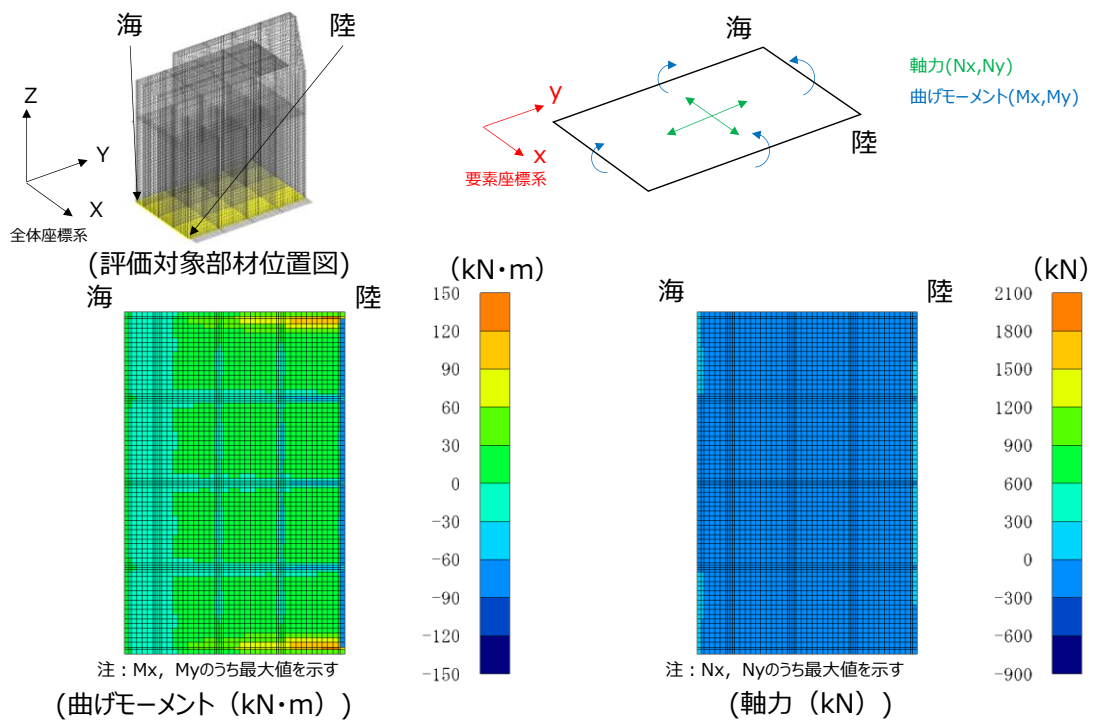 海
陸
Z
Y
X
全体座標系
(評価対象部材位置図)
海
陸
y
x
要素座標系
軸力(Nx,Ny)
曲げモーメント(Mx,My)
(kN・m)
海
陸
150
120
90
60
30
0
−30
−60
−90
−120
−150
注：Mx，Myのうち最大値を示す
(曲げモーメント（kN・m）)
(kN)
海
陸
2100
1800
1500
1200
900
600
300
0
−300
−600
−900
注：Nx，Nyのうち最大値を示す
(軸力（kN）)